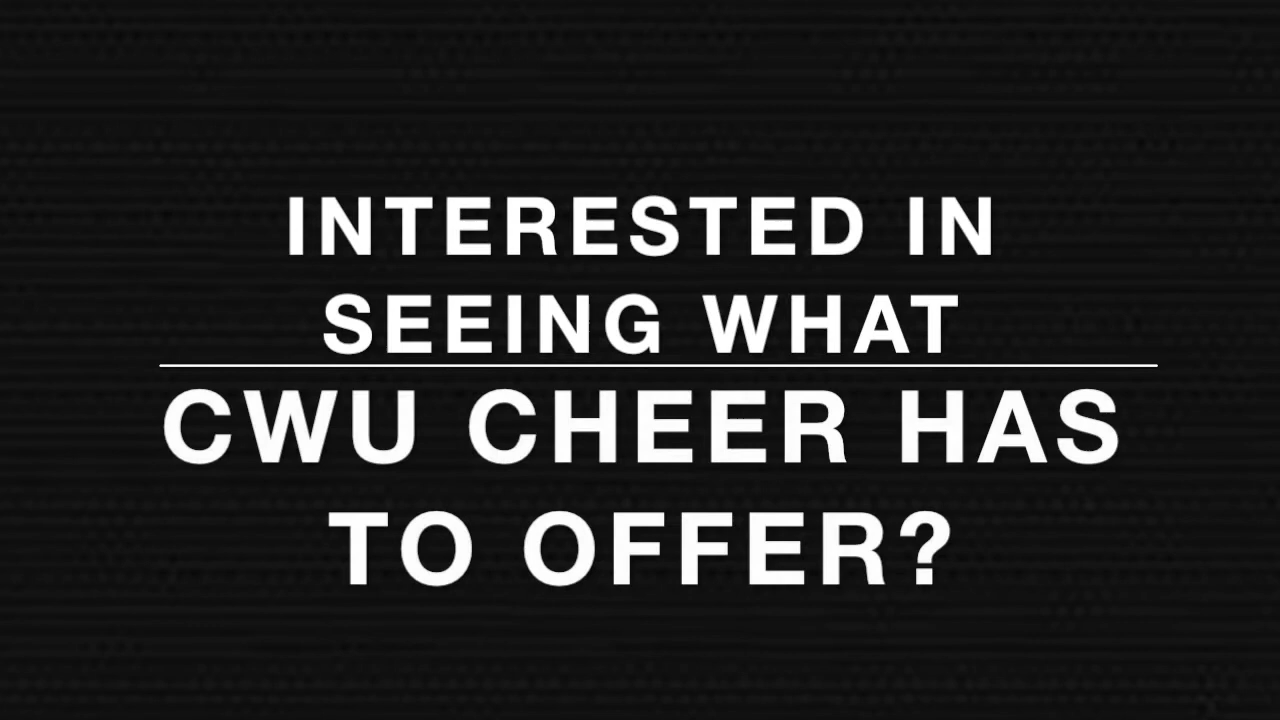 INTERESTED IN
SEEING WHAT
CWU CHEER HAS
TO OFFER?